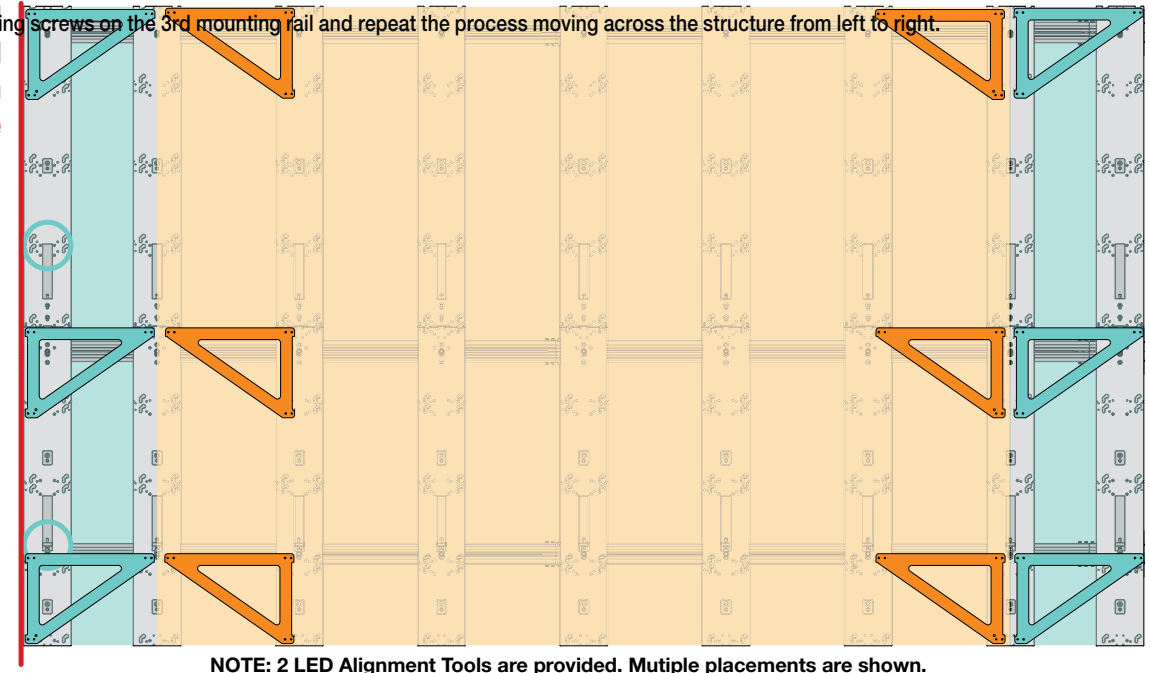 ing screws on the 3rd mounting rail and repeat the process moving across the structure from left to right.
NOTE: 2 LED Alignment Tools are provided. Mutiple placements are shown.